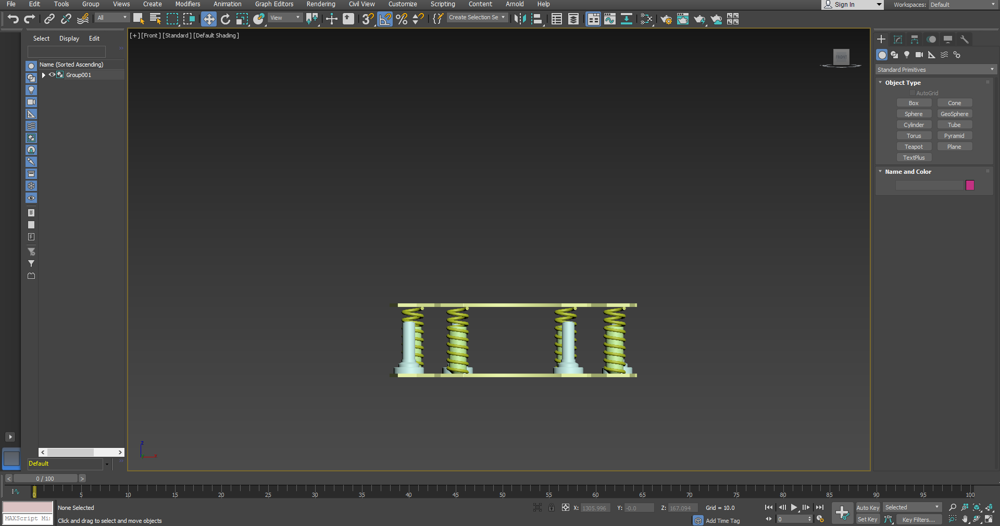 File Edit Tools Group Views Create Modifiers Animation Graph Editors Rendering Civil View Customize Scripting Content Arnold Help Sign In Workspaces: Default
All View 3 Create Selection Se
Select Display Edit
[+] [Front] [Standard] [Default Shading]
FRONT
Name (Sorted Ascending)
Group001
Standard Primitives
Object Type
AutoGrid
Box Cone
Sphere GeoSphere
Cylinder Tube
Torus Pyramid
Teapot Plane
TextPlus
Name and Color
z
x
Default
< 0 / 100 >
0 5 10 15 20 25 30 35 40 45 50 55 60 65 70 75 80 85 90 95 100
None Selected X: 1305.996 Y: -0.0 Z: 167.094 Grid = 10.0 Auto Key Selected
MAXScript Mi
Click and drag to select and move objects Add Time Tag 0 Set Key Key Filters...